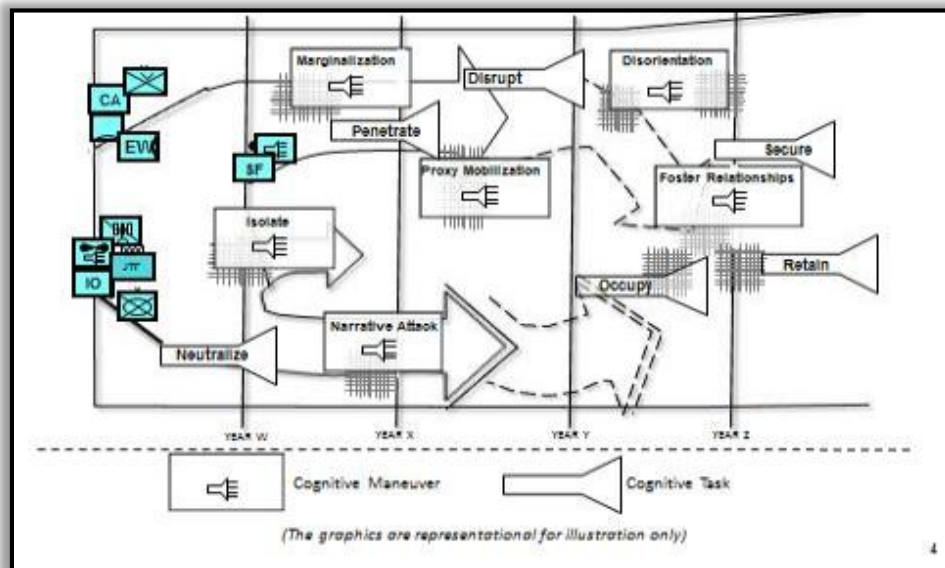 Marginalization
Disrupt
Disorientation
CA
EW
Penetrate
SF
Proxy Mobilization
Secure
Foster Relationships
Isolate
IO
Occupy
Retain
Narrative Attack
Neutralize
YEAR W
YEAR X
YEAR Y
YEAR Z
Cognitive Maneuver
Cognitive Task
(The graphics are representational for illustration only)
4